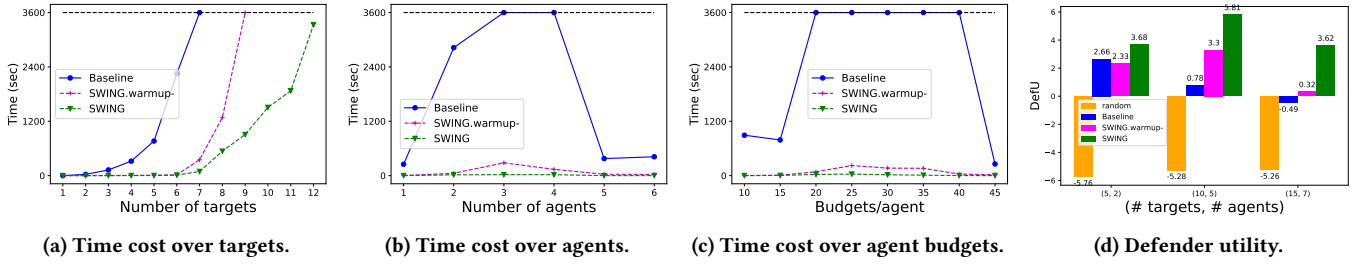 3600
2400
1200
0
Time (sec)
Baseline
SWING.warmup-
SWING
1 2 3 4 5 6 7 8 9 10 11 12
Number of targets
(a) Time cost over targets.
3600
2400
1200
0
Time (sec)
Baseline
SWING.warmup-
SWING
1 2 3 4 5 6
Number of agents
(b) Time cost over agents.
3600
2400
1200
0
Time (sec)
Baseline
SWING.warmup-
SWING
10 15 20 25 30 35 40 45
Budgets/agent
(c) Time cost over agent budgets.
6
4
2
0
−2
−4
−6
DefU
5.81
3.68
3.62
3.3
2.66
2.33
0.78
0.32
-0.49
random
Baseline
SWING.warmup-
SWING
-5.76
-5.28
-5.26
(5, 2) (10, 5) (15, 7)
(# targets, # agents)
(d) Defender utility.